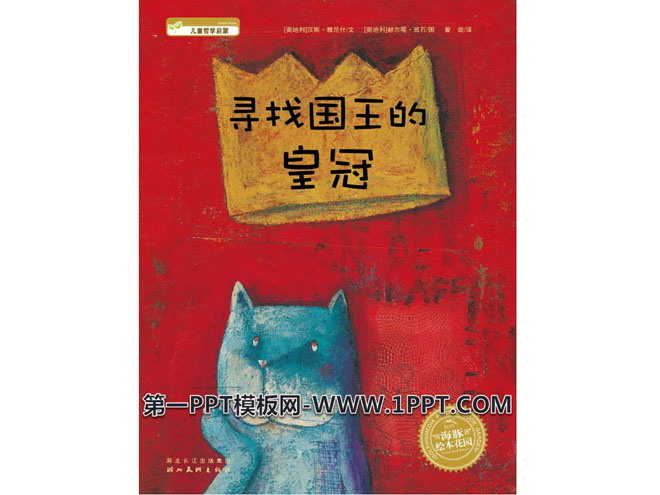 儿童哲学启蒙
[奥地利]汉斯·雅尼什/文 [奥地利]赫尔嘎·班石/图
寻找国王的
皇冠
第一PPT模板网-WWW.1PPT.COM
海豚
绘本花园
湖北长江出版集团
湖北美术出版社